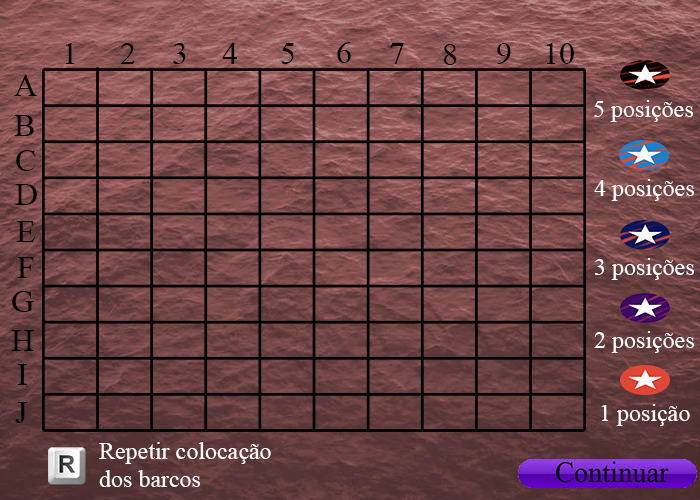 1 2 3 4 5 6 7 8 9 10
A
B
C
D
E
F
G
H
I
J
5 posições
4 posições
3 posições
2 posições
1 posição
R
Repetir colocação
dos barcos
Continuar